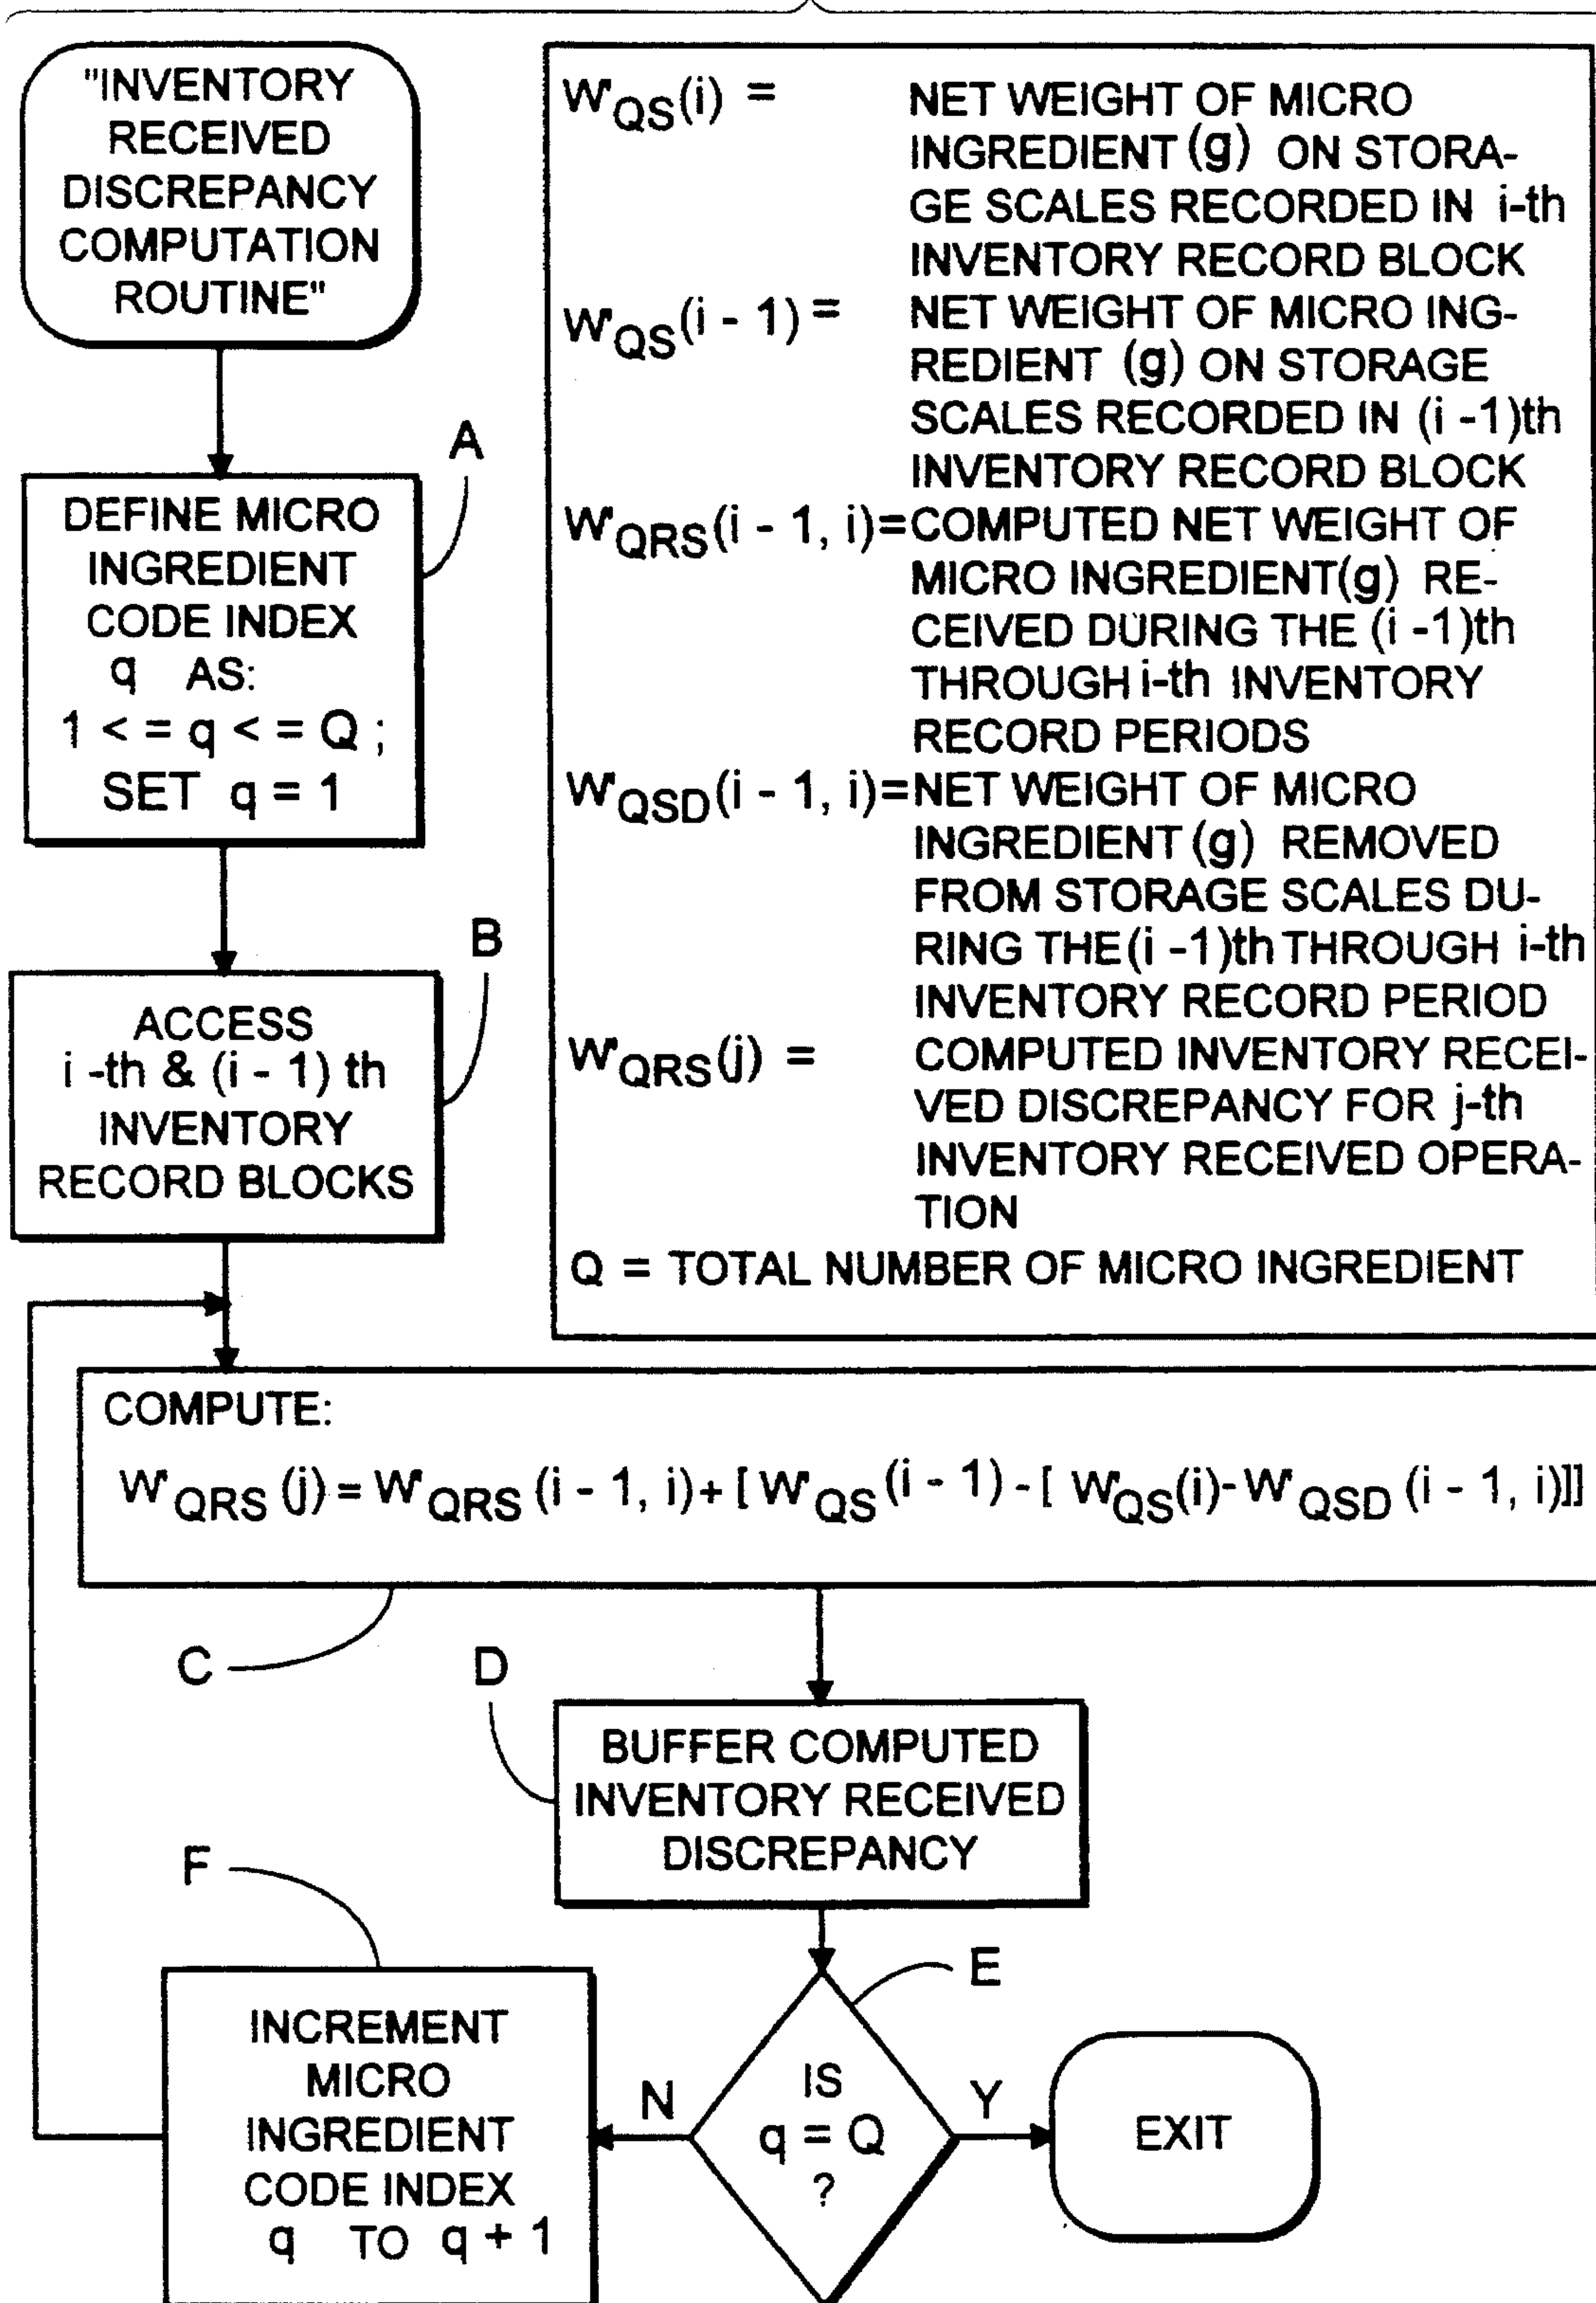 "INVENTORY
RECEIVED
DISCREPANCY
COMPUTATION
ROUTINE"
A
DEFINE MICRO
INGREDIENT
CODE INDEX
q AS:
1 < = q < = Q ;
SET q = 1
B
ACCESS
i -th & (i - 1) th
INVENTORY
RECORD BLOCKS
W_QS(i) = NET WEIGHT OF MICRO
INGREDIENT (g) ON STORA-
GE SCALES RECORDED IN i-th
INVENTORY RECORD BLOCK
W_QS(i - 1) = NET WEIGHT OF MICRO ING-
REDIENT (g) ON STORAGE
SCALES RECORDED IN (i -1)th
INVENTORY RECORD BLOCK
W_QRS(i - 1, i)=COMPUTED NET WEIGHT OF
MICRO INGREDIENT(g) RE-
CEIVED DURING THE (i -1)th
THROUGH i-th INVENTORY
RECORD PERIODS
W_QSD(i - 1, i)=NET WEIGHT OF MICRO
INGREDIENT (g) REMOVED
FROM STORAGE SCALES DU-
RING THE (i -1)th THROUGH i-th
INVENTORY RECORD PERIOD
W_QRS(j) = COMPUTED INVENTORY RECEI-
VED DISCREPANCY FOR j-th
INVENTORY RECEIVED OPERA-
TION
Q = TOTAL NUMBER OF MICRO INGREDIENT
COMPUTE:
W_QRS (j) = W_QRS (i - 1, i)+ [ W_QS (i - 1) - [ W_QS(i)- W_QSD (i - 1, i)]]
C
D
BUFFER COMPUTED
INVENTORY RECEIVED
DISCREPANCY
F
E
INCREMENT
MICRO
INGREDIENT
CODE INDEX
q TO q + 1
N
IS
q = Q
?
Y
EXIT